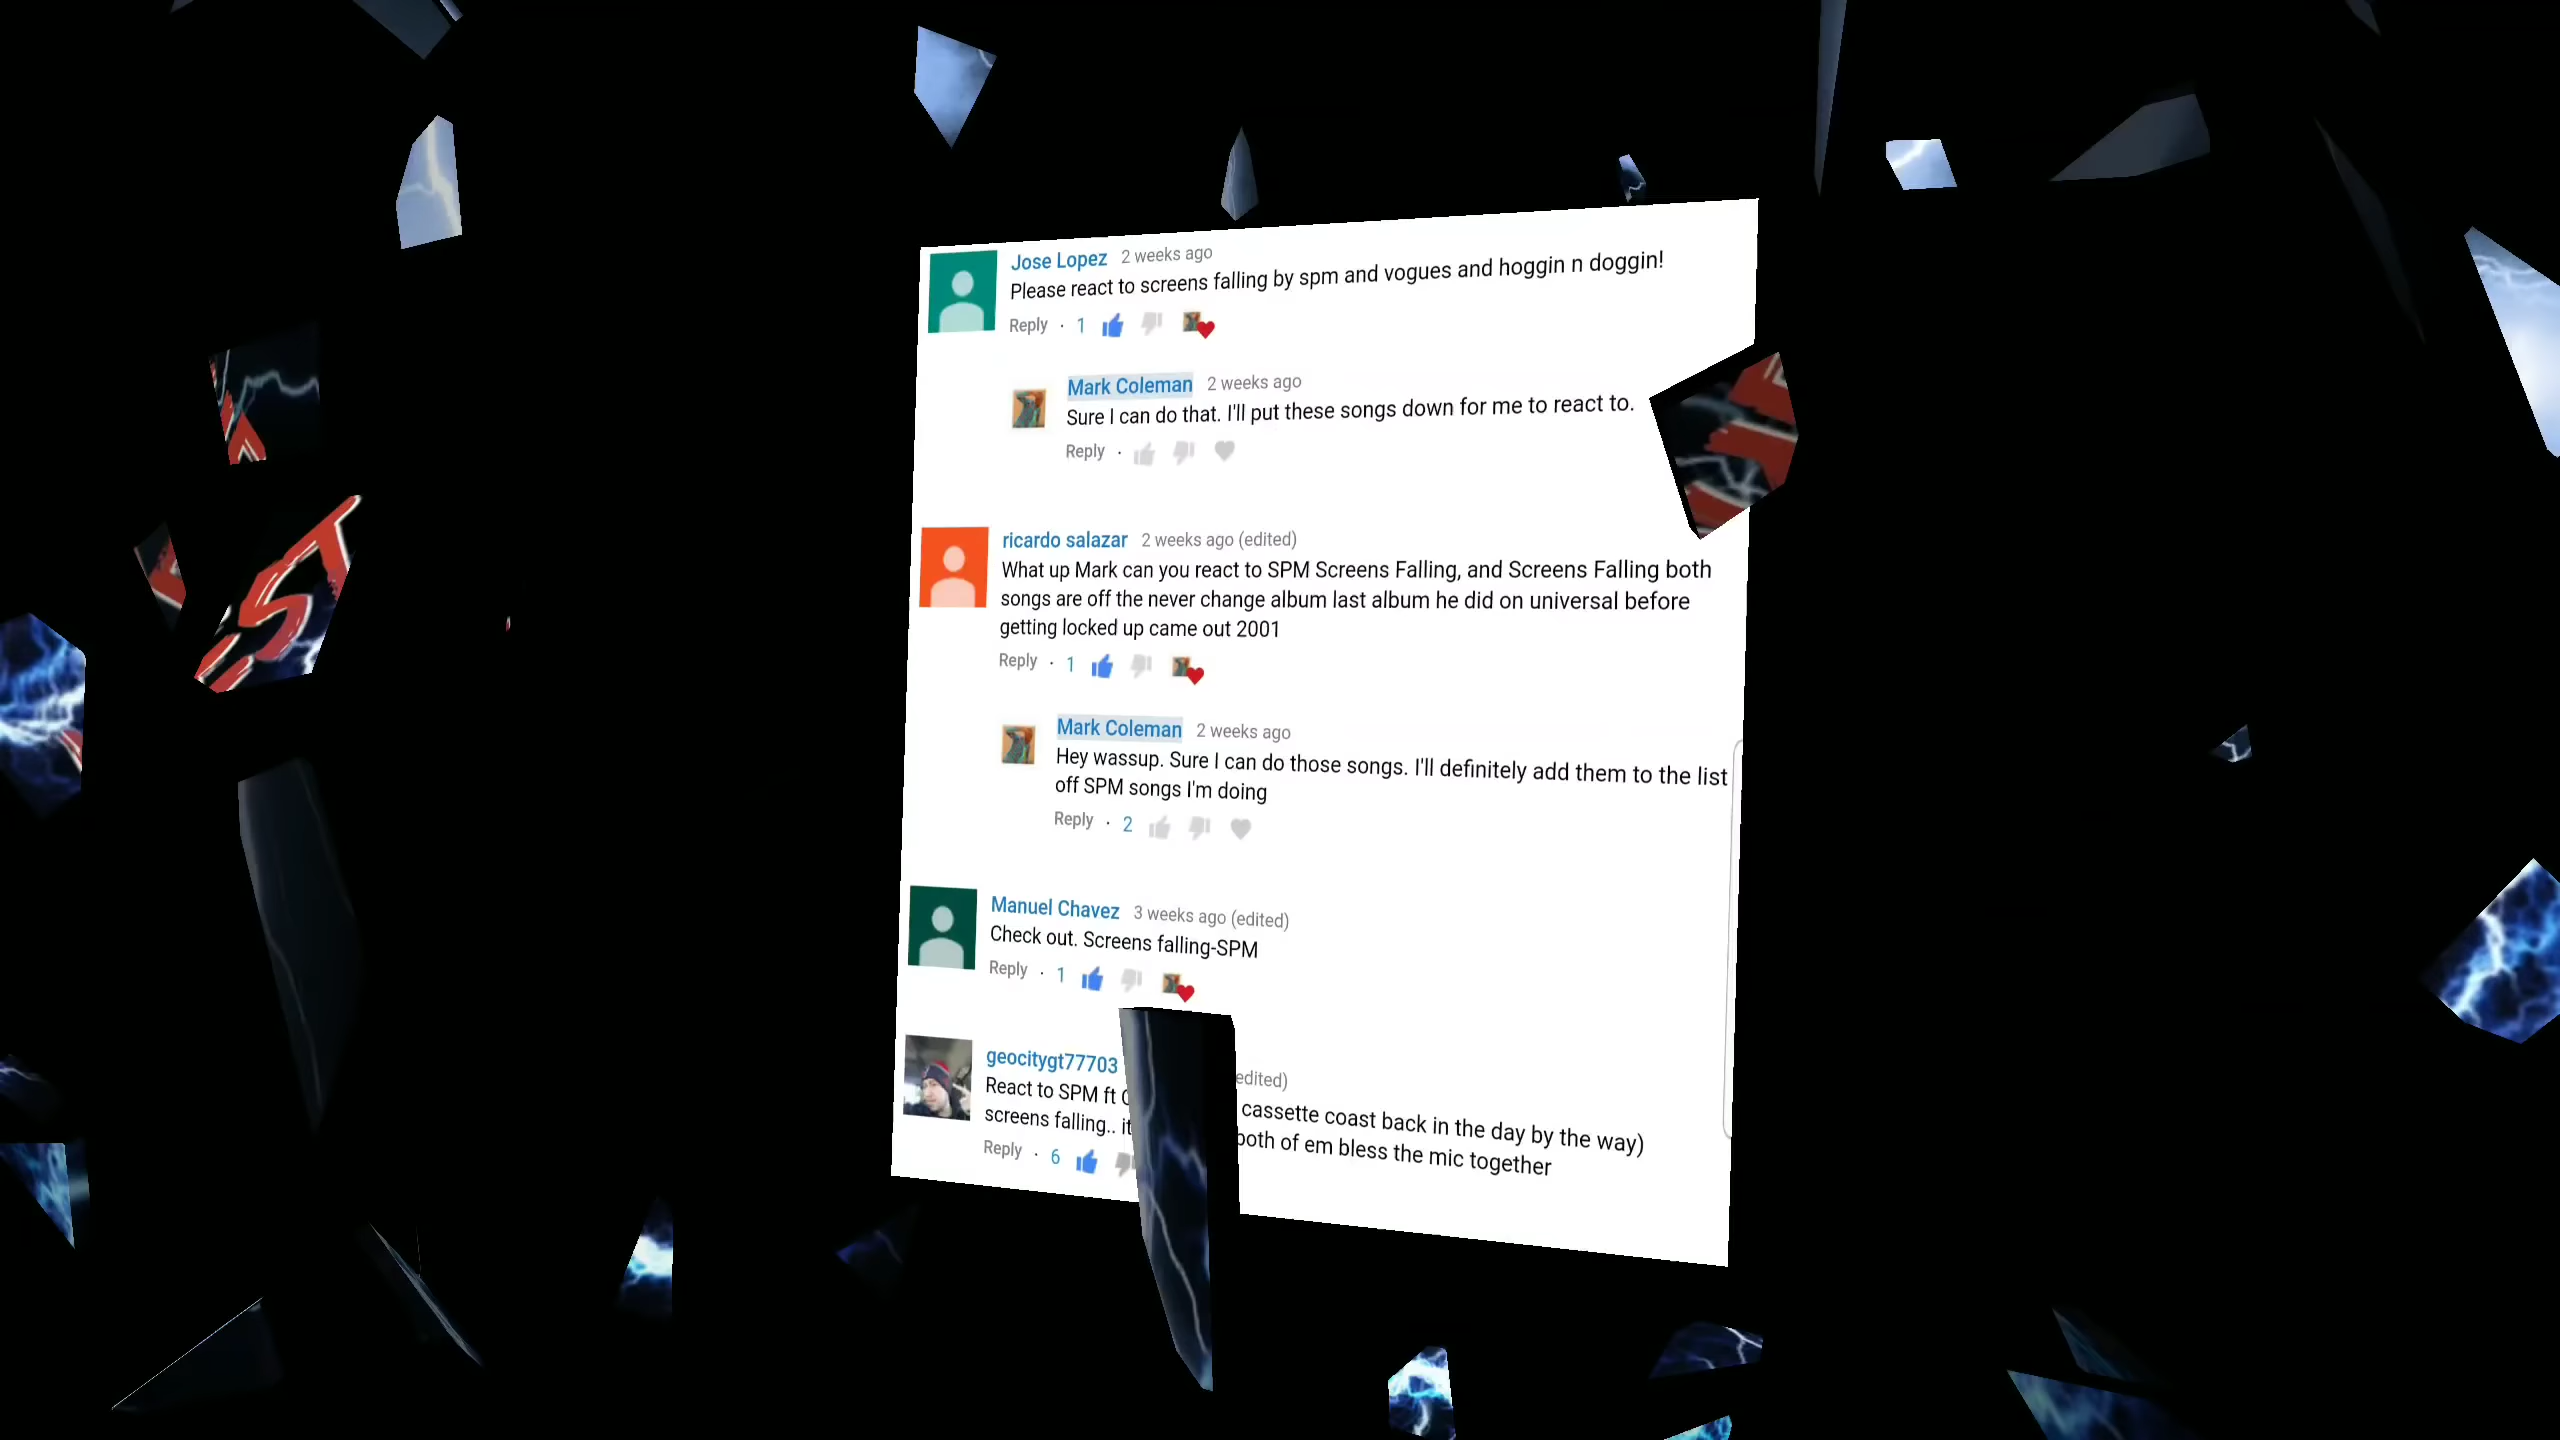 Jose Lopez 2 weeks ago
Please react to screens falling by spm and vogues and hoggin n doggin!
Reply · 1
Mark Coleman 2 weeks ago
Sure I can do that. I'll put these songs down for me to react to.
Reply ·
ricardo salazar 2 weeks ago (edited)
What up Mark can you react to SPM Screens Falling, and Screens Falling both
songs are off the never change album last album he did on universal before
getting locked up came out 2001
Reply · 1
Mark Coleman 2 weeks ago
Hey wassup. Sure I can do those songs. I'll definitely add them to the list
off SPM songs I'm doing
Reply · 2
Manuel Chavez 3 weeks ago (edited)
Check out. Screens falling-SPM
Reply · 1
geocitygt77703 edited)
React to SPM ft cassette coast back in the day by the way)
screens falling.. it both of em bless the mic together
Reply · 6